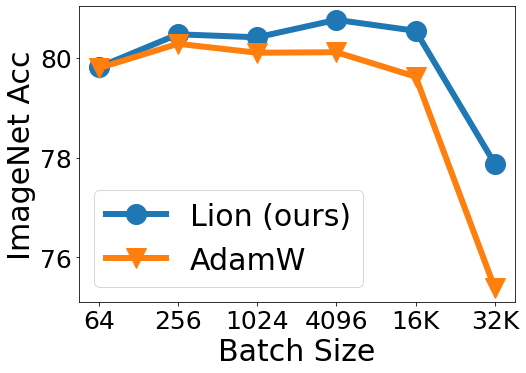 ImageNet Acc
80
78
76
Lion (ours)
AdamW
64 256 1024 4096 16K 32K
Batch Size